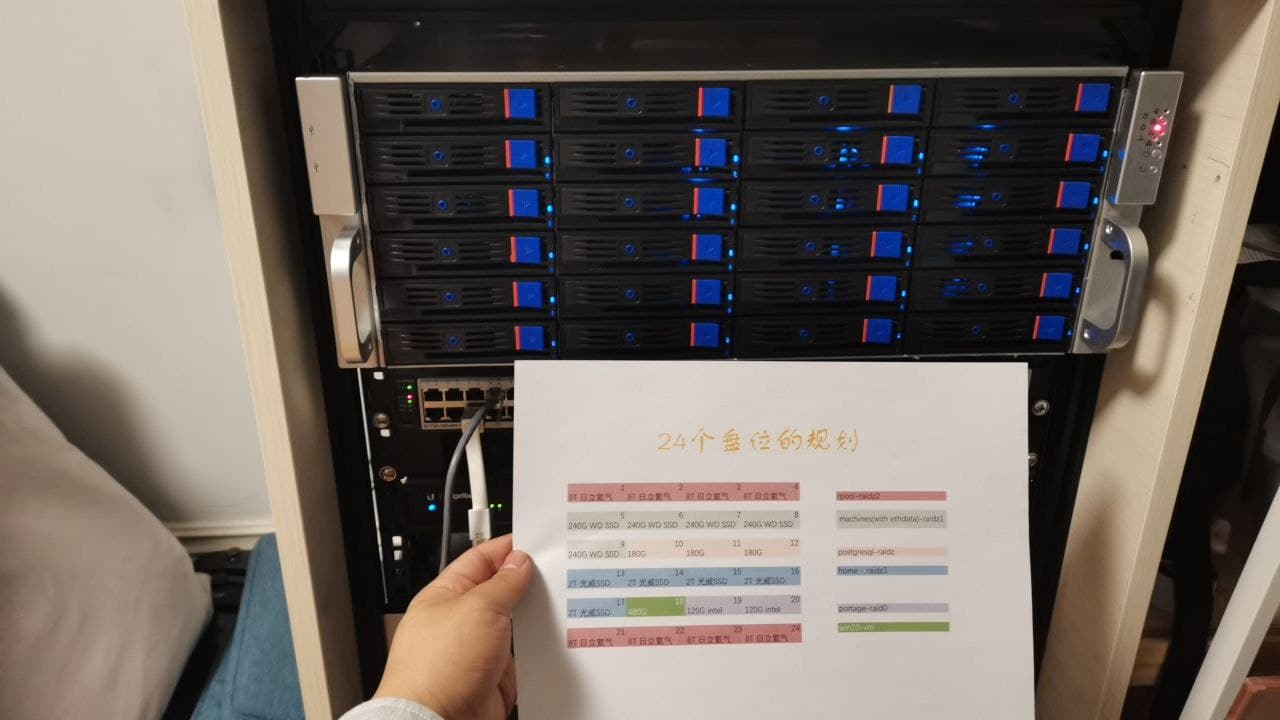 24个盘位的规划
1 2 3 4
8T 日立氦气 8T 日立氦气 8T 日立氦气 8T 日立氦气
5 6 7 8
240G WD SSD 240G WD SSD 240G WD SSD 240G WD SSD
9 10 11 12
240G WD SSD 180G 180G 180G
13 14 15 16
2T 光威SSD 2T 光威SSD 2T 光威SSD 2T 光威SSD
17 18 19 20
2T 光威SSD 480G 120G intel 120G intel
21 22 23 24
8T 日立氦气 8T 日立氦气 8T 日立氦气 8T 日立氦气
rpool-raidz2
machines(with ethdata)-raidz1
postgresql-raidz
home - raidz3
portage-raid0
win10-vm